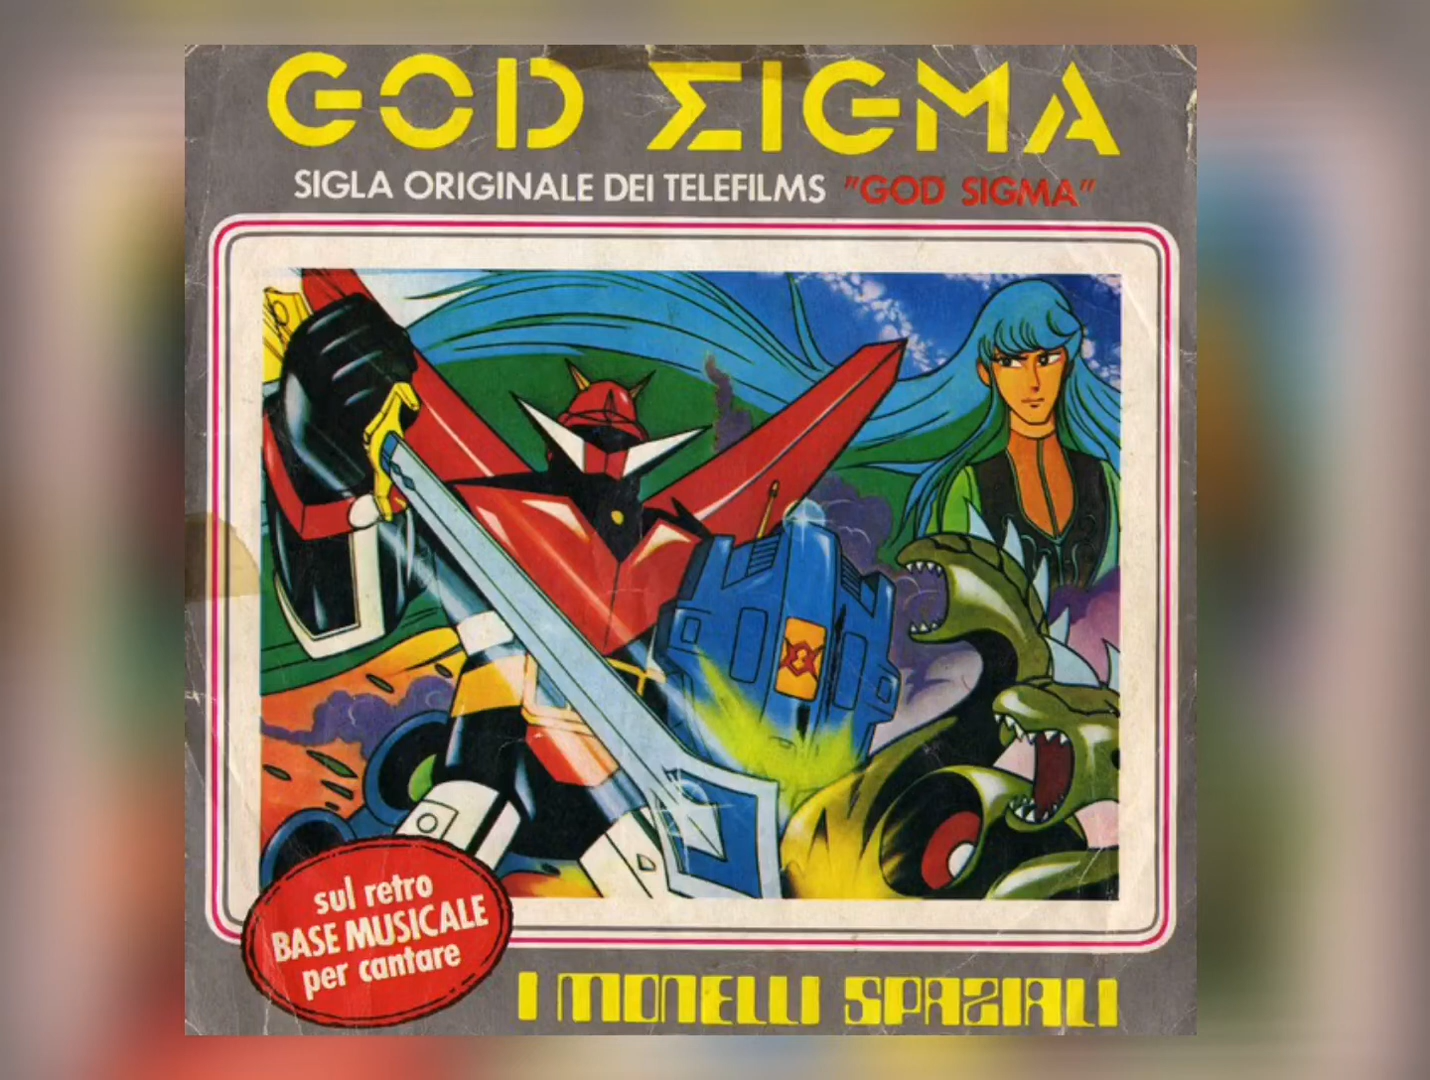 GOD ΣIGMA
SIGLA ORIGINALE DEI TELEFILMS "GOD SIGMA"
sul retro
BASE MUSICALE
per cantare
I MONELLI SPAZIALI